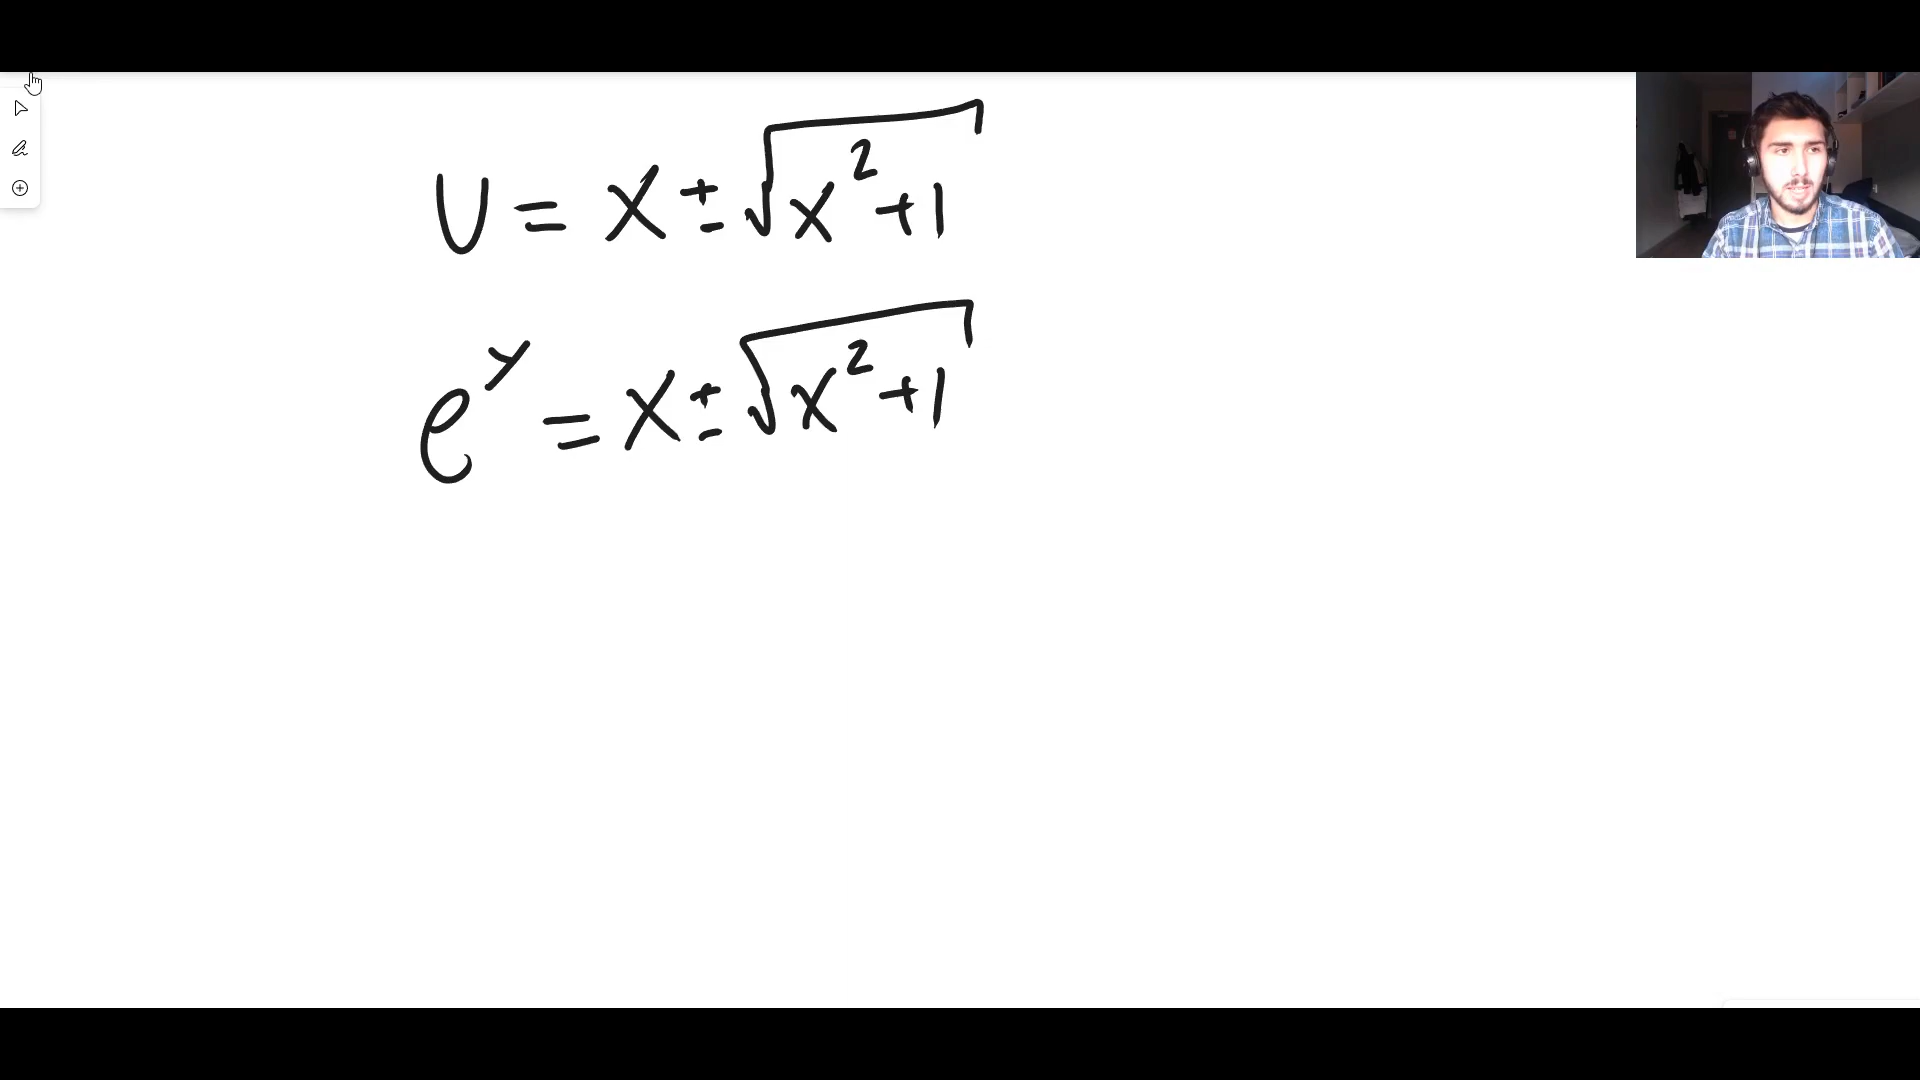 U = x ± √x²+1
e^y = x ± √x²+1